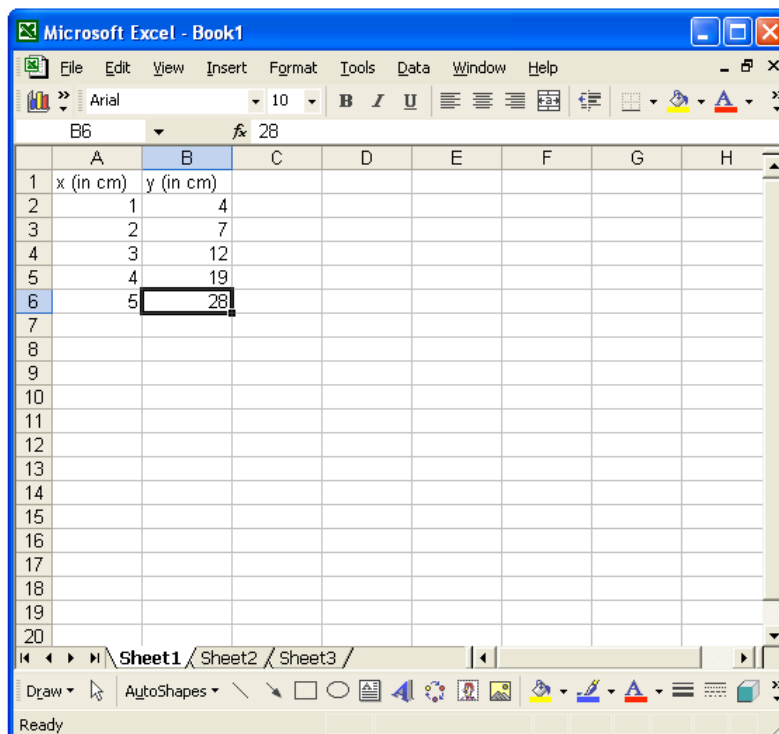 Microsoft Excel - Book1
File Edit View Insert Format Tools Data Window Help
Arial 10 B I U A
B6 fx 28
A B C D E F G H
1 x (in cm) y (in cm)
2 1 4
3 2 7
4 3 12
5 4 19
6 5 28
7
8
9
10
11
12
13
14
15
16
17
18
19
20
Sheet1 Sheet2 Sheet3
Draw AutoShapes A A
Ready